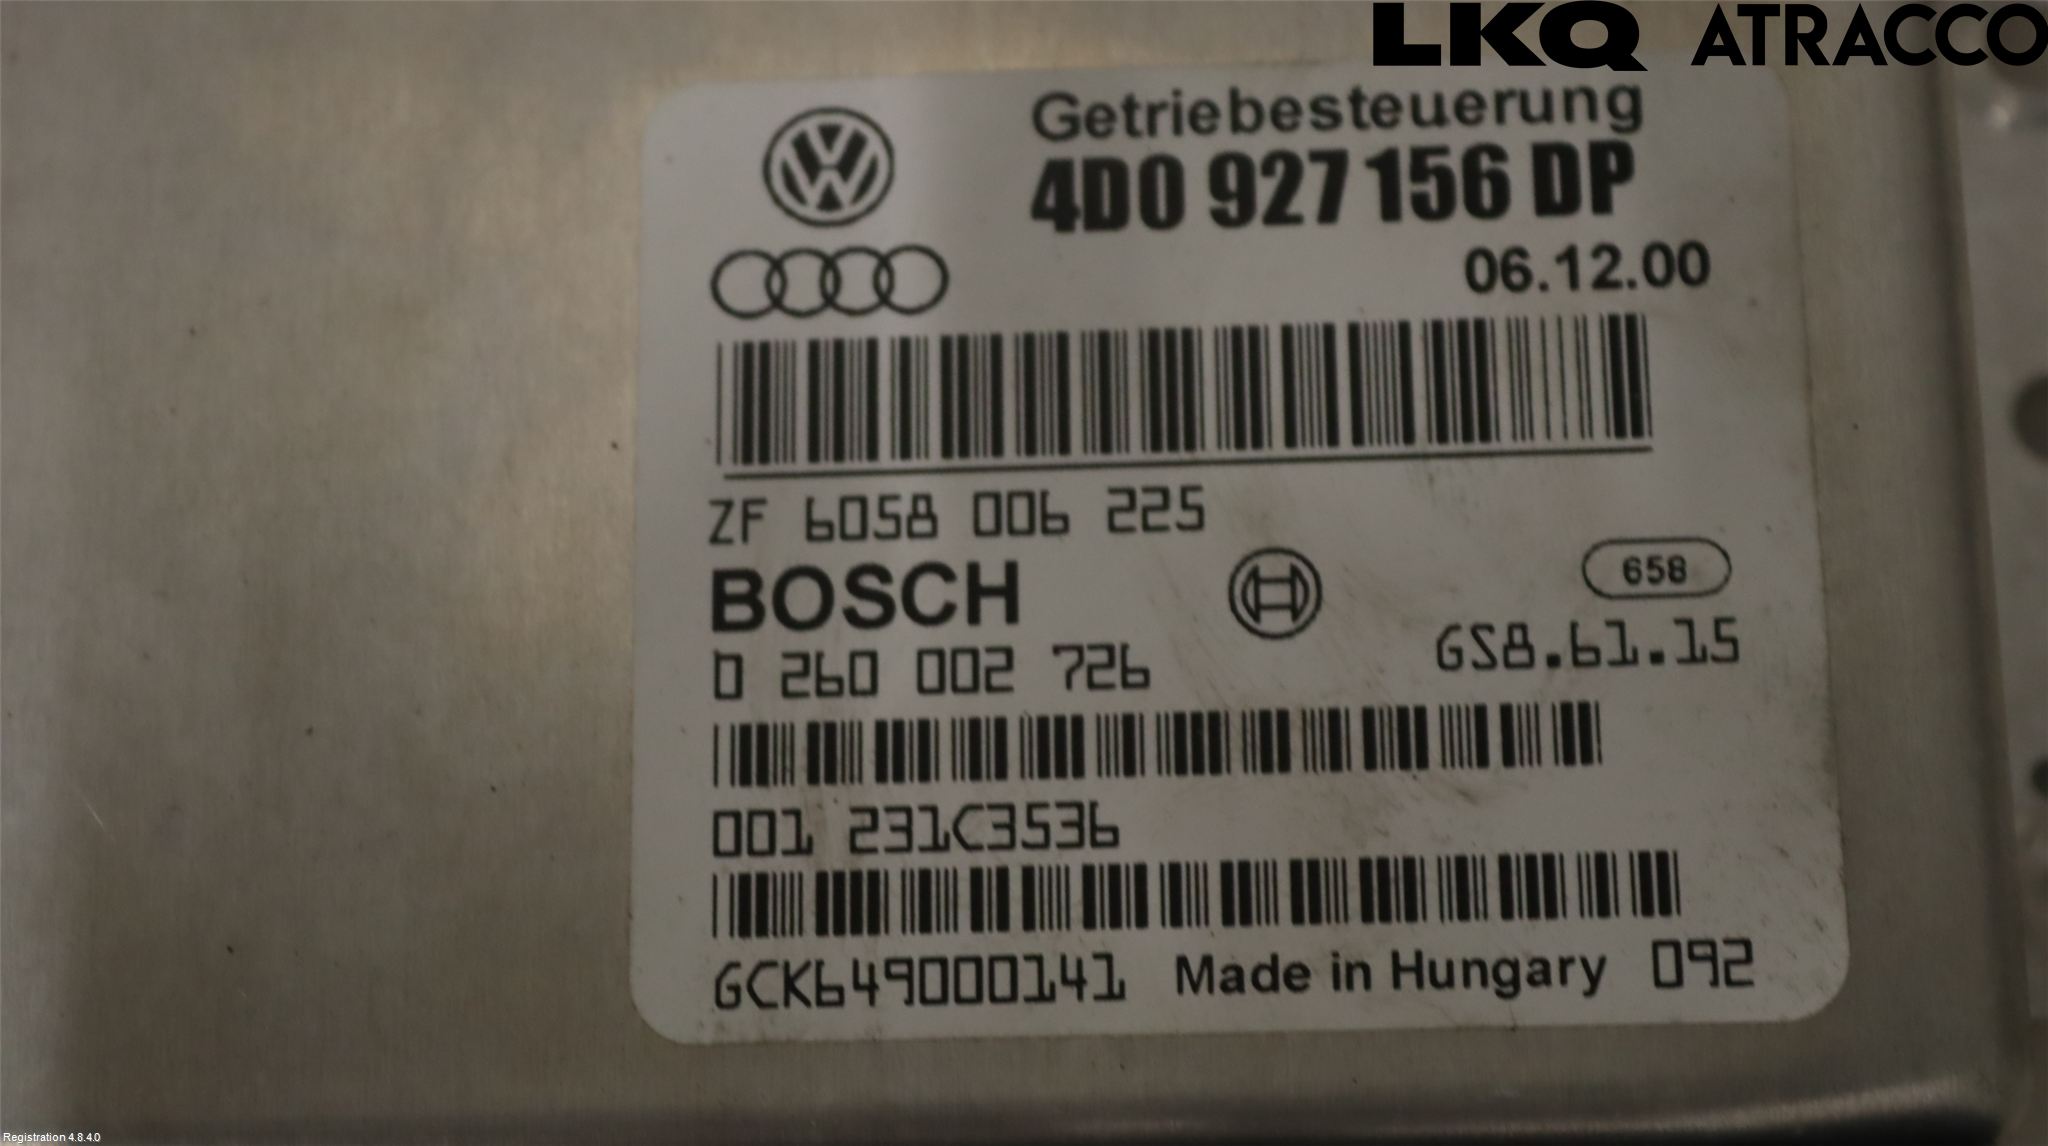 LKQ ATRACCO
Getriebesteuerung
4D0 927 156 DP
06.12.00
ZF 6058 006 225
BOSCH
658
0 260 002 726
GS8.61.15
001 231C3536
GCK649000141 Made in Hungary 092
Registration 4.8.4.0